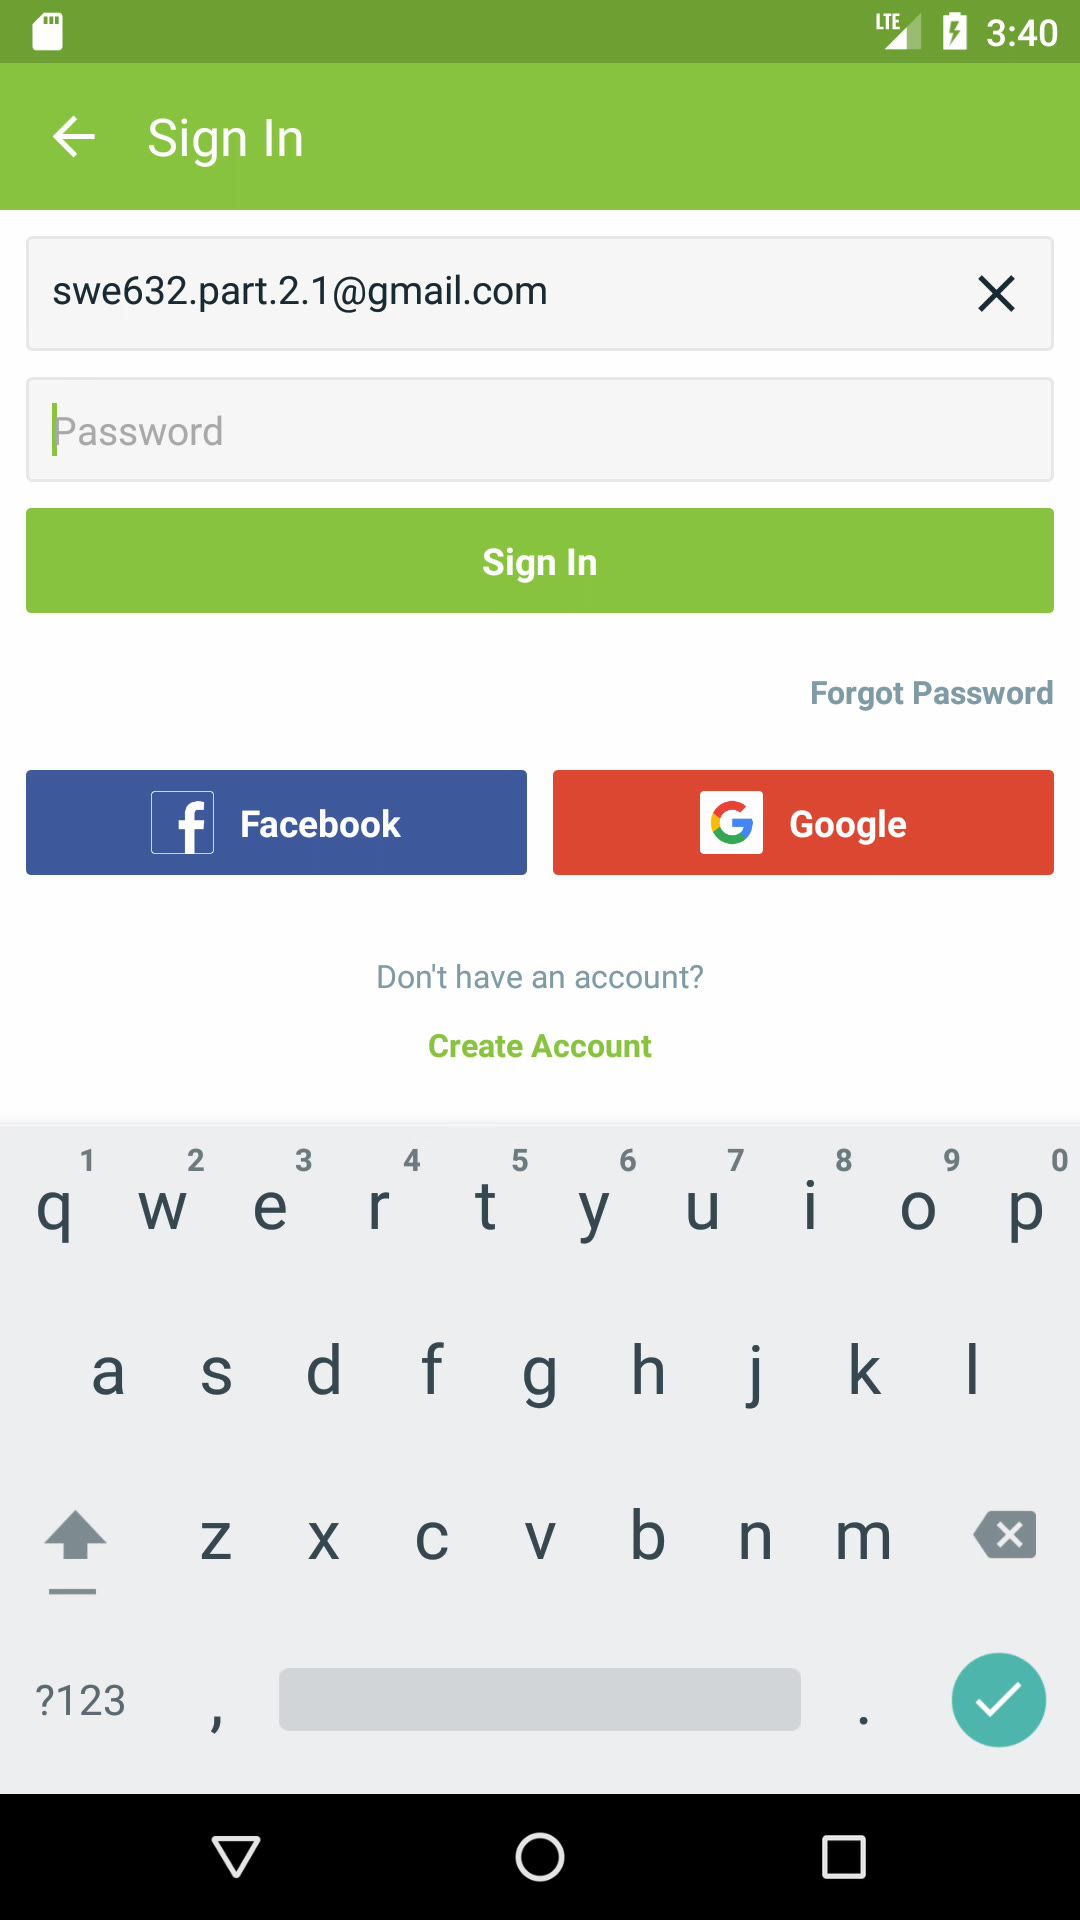 LTE 3:40
Sign In
swe632.part.2.1@gmail.com
Password
Sign In
Forgot Password
Facebook Google
Don't have an account?
Create Account
1 2 3 4 5 6 7 8 9 0
q w e r t y u i o p
a s d f g h j k l
z x c v b n m
?123 , .